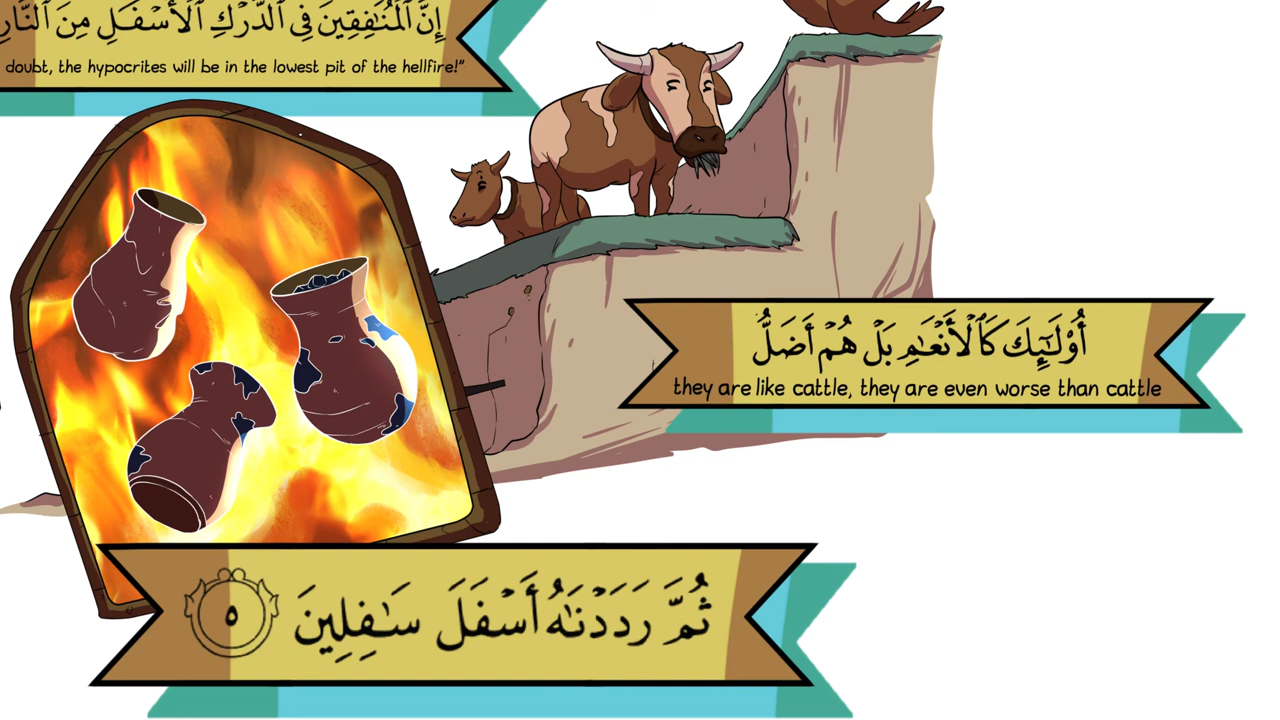 إِنَّ ٱلْمُنَـٰفِقِينَ فِى ٱلدَّرْكِ ٱلْأَسْفَلِ مِنَ ٱلنَّارِ
doubt, the hypocrites will be in the lowest pit of the hellfire!"
أُو۟لَـٰٓئِكَ كَٱلْأَنْعَـٰمِ بَلْ هُمْ أَضَلُّ
they are like cattle, they are even worse than cattle
ثُمَّ رَدَدْنَـٰهُ أَسْفَلَ سَـٰفِلِينَ ٥